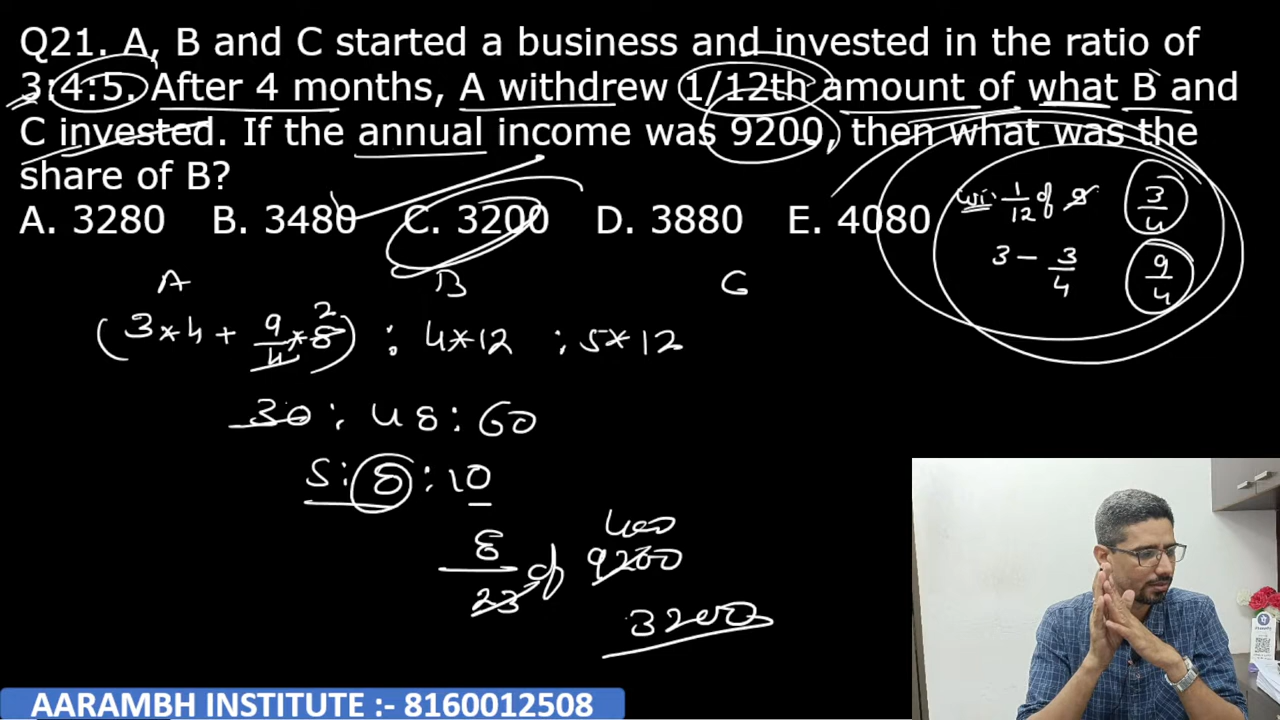 Q21. A, B and C started a business and invested in the ratio of
3:4:5. After 4 months, A withdrew 1/12th amount of what B and
C invested. If the annual income was 9200, then what was the
share of B?
A. 3280 B. 3480 C. 3200 D. 3880 E. 4080
wi: 1/12 of 9 3/4
3 - 3/4 9/4
A B C
(3*4 + 9/4*8 2) : 4*12 : 5*12
30 : 48 : 60
5 : 8 : 10
8/23 of 9200 400
3200
AARAMBH INSTITUTE :- 8160012508